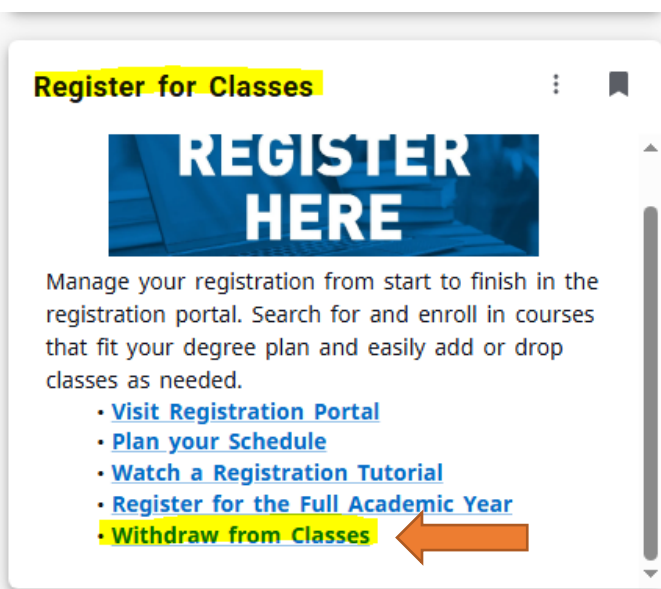 Register for Classes
REGISTER
HERE
Manage your registration from start to finish in the
registration portal. Search for and enroll in courses
that fit your degree plan and easily add or drop
classes as needed.
• Visit Registration Portal
• Plan your Schedule
• Watch a Registration Tutorial
• Register for the Full Academic Year
• Withdraw from Classes